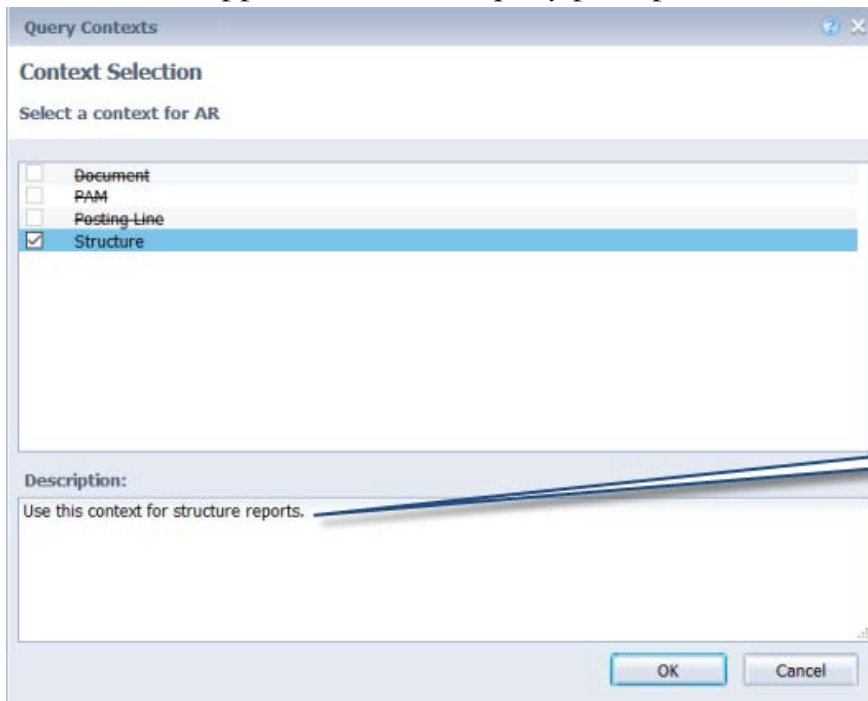 Query Contexts
Context Selection
Select a context for AR
Document
PAM
Posting Line
Structure
Description:
Use this context for structure reports.
OK Cancel